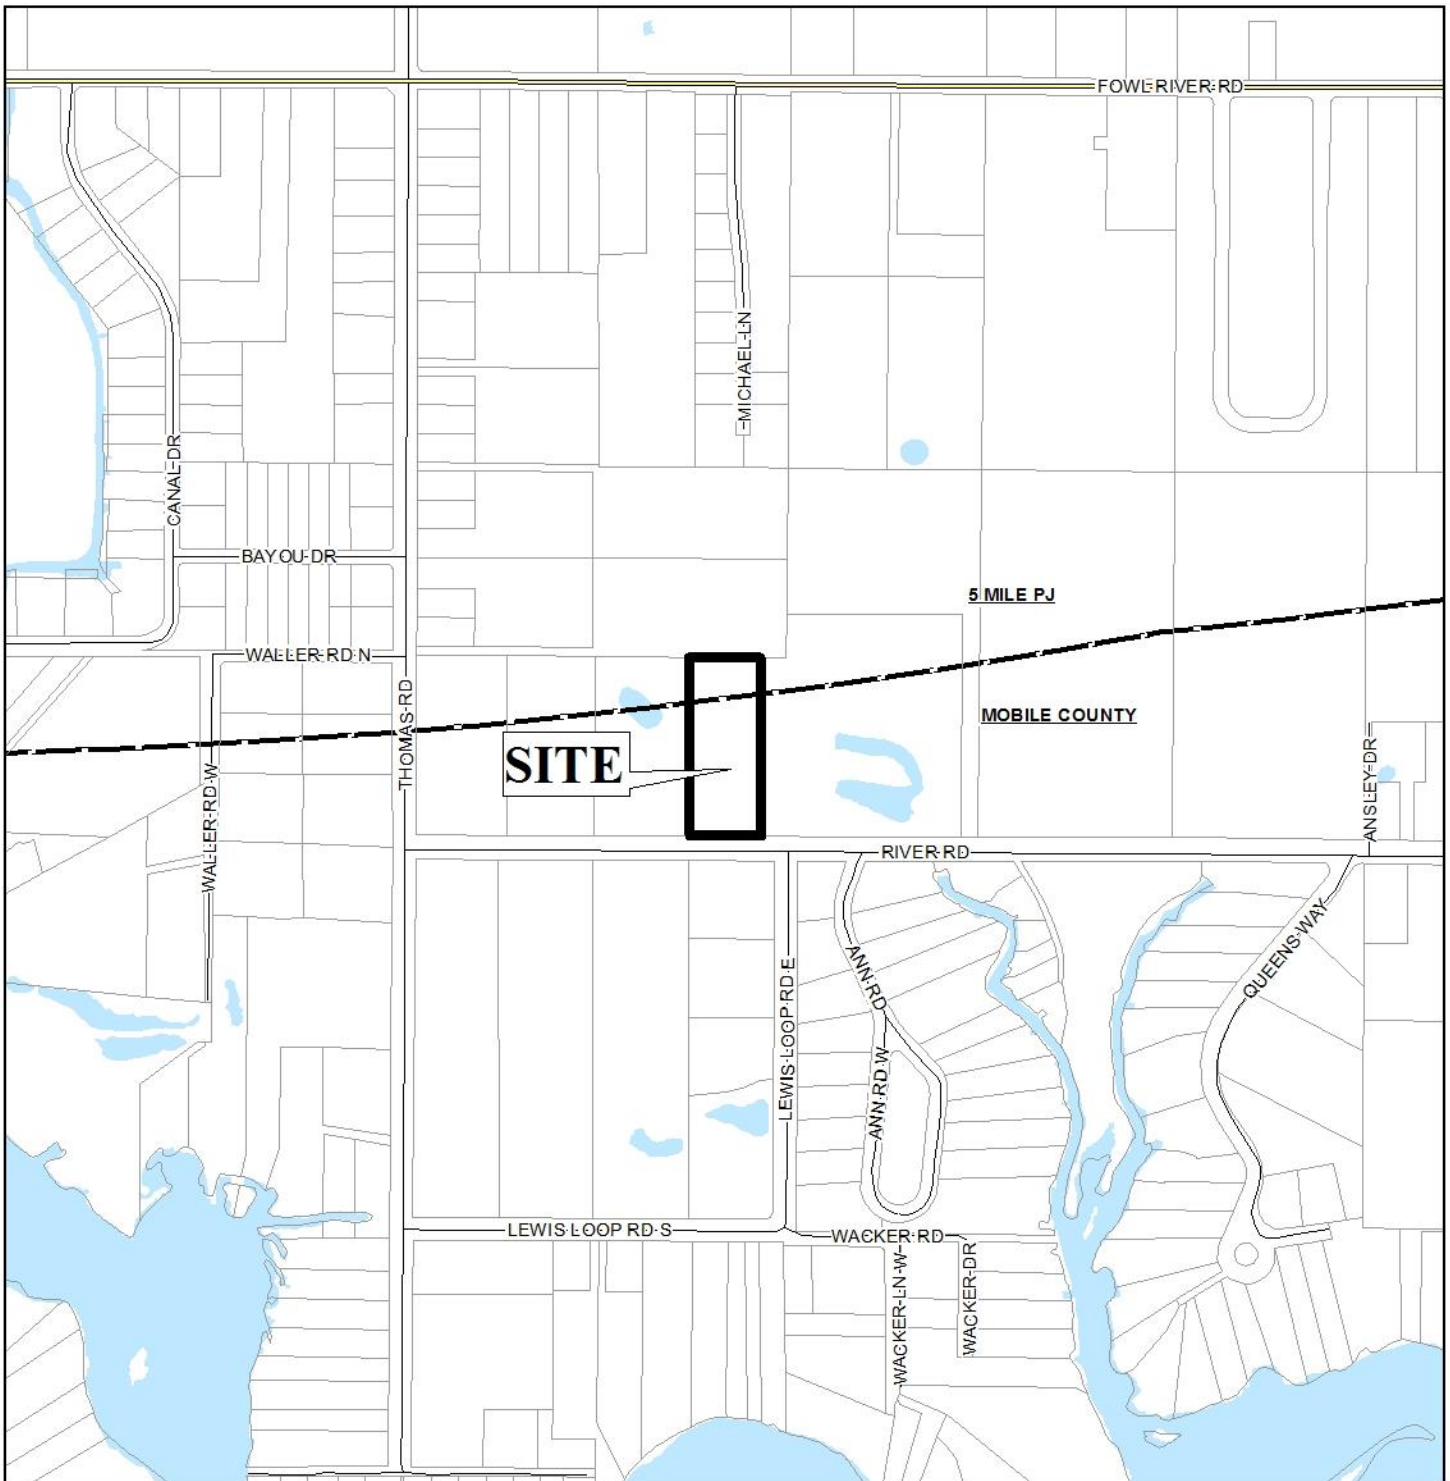 FOWL RIVER RD
MICHAEL LN
CANAL DR
BAYOU DR
5 MILE PJ
WALLER RD N
THOMAS RD
MOBILE COUNTY
SITE
WALLER RD W
ANSLEY DR
RIVER RD
QUEENS WAY
ANN RD
LEWIS LOOP RD E
ANN RD W
LEWIS LOOP RD S
WACKER RD
WACKER LN W
WACKER DR